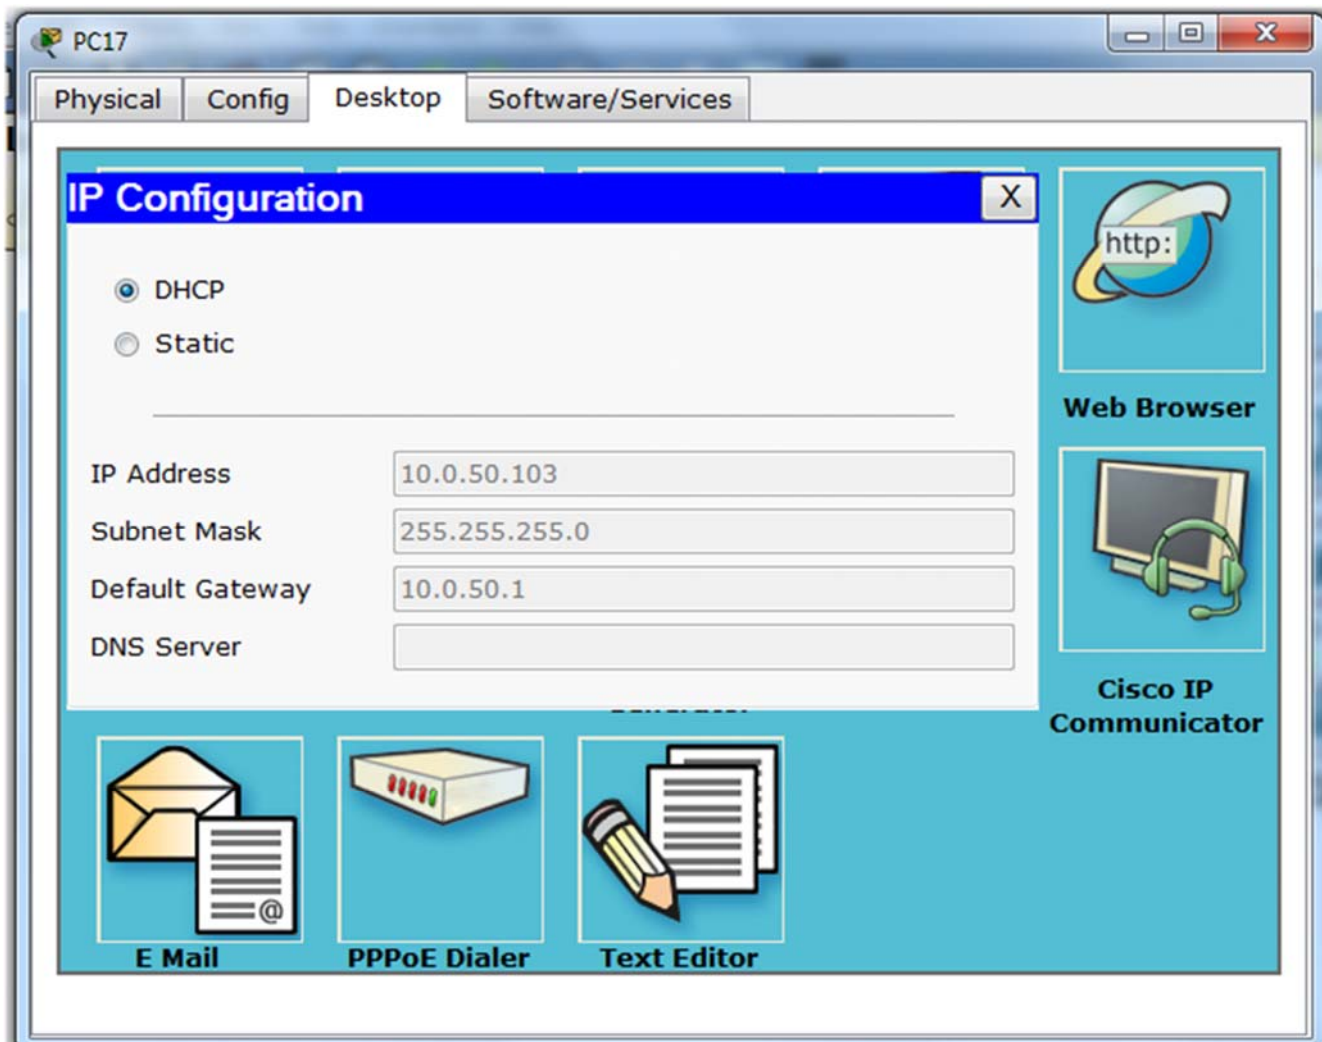 PC17
Physical Config Desktop Software/Services
IP Configuration X
http:
DHCP
Static
Web Browser
IP Address 10.0.50.103
Subnet Mask 255.255.255.0
Default Gateway 10.0.50.1
DNS Server
Cisco IP
Communicator
@
E Mail PPPoE Dialer Text Editor